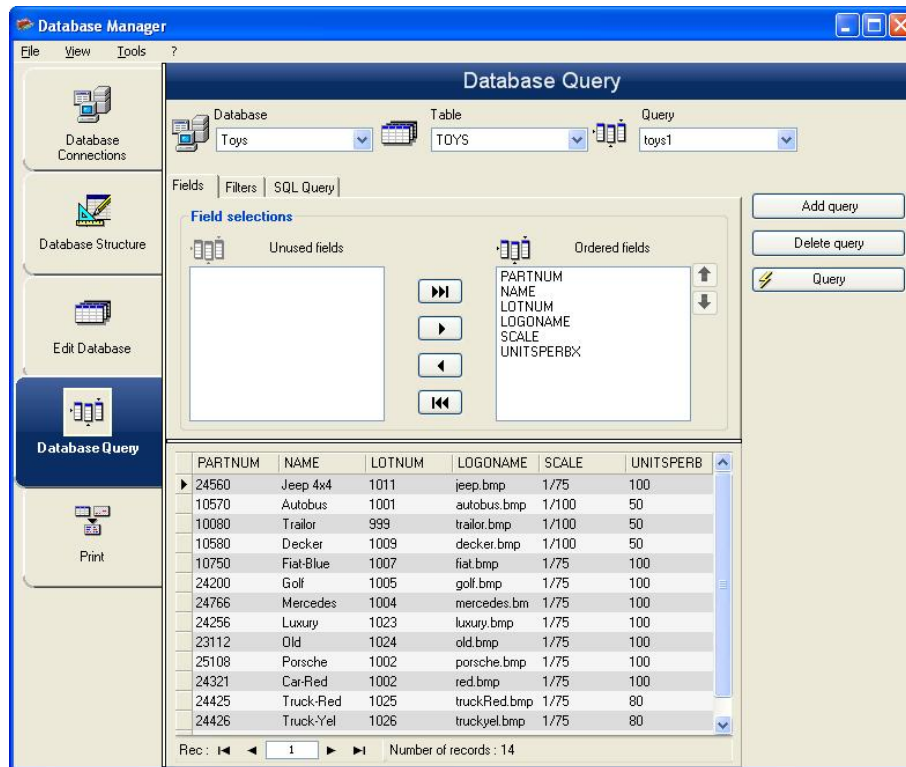 Database Manager
File View Tools ?
Database Query
Database Table Query
Toys TOYS toys1
Database Connections
Database Structure
Edit Database
Database Query
Print
Fields Filters SQL Query
Field selections
Unused fields Ordered fields
PARTNUM
NAME
LOTNUM
LOGONAME
SCALE
UNITSPERBX
Add query
Delete query
Query
PARTNUM NAME LOTNUM LOGONAME SCALE UNITSPERB
24560 Jeep 4x4 1011 jeep.bmp 1/75 100
10570 Autobus 1001 autobus.bmp 1/100 50
10080 Trailor 999 trailor.bmp 1/100 50
10580 Decker 1009 decker.bmp 1/100 50
10750 Fiat-Blue 1007 fiat.bmp 1/75 100
24200 Golf 1005 golf.bmp 1/75 100
24766 Mercedes 1004 mercedes.bm 1/75 100
24256 Luxury 1023 luxury.bmp 1/75 100
23112 Old 1024 old.bmp 1/75 100
25108 Porsche 1002 porsche.bmp 1/75 100
24321 Car-Red 1002 red.bmp 1/75 100
24425 Truck-Red 1025 truckRed.bmp 1/75 80
24426 Truck-Yel 1026 truckyel.bmp 1/75 80
Rec : 1 Number of records : 14